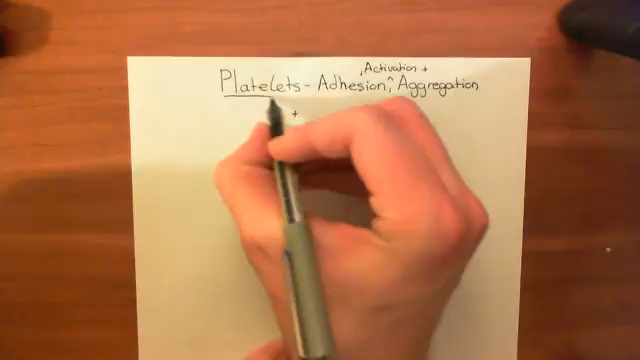 , Activation +
Platelets - Adhesion, ^ Aggregation
+